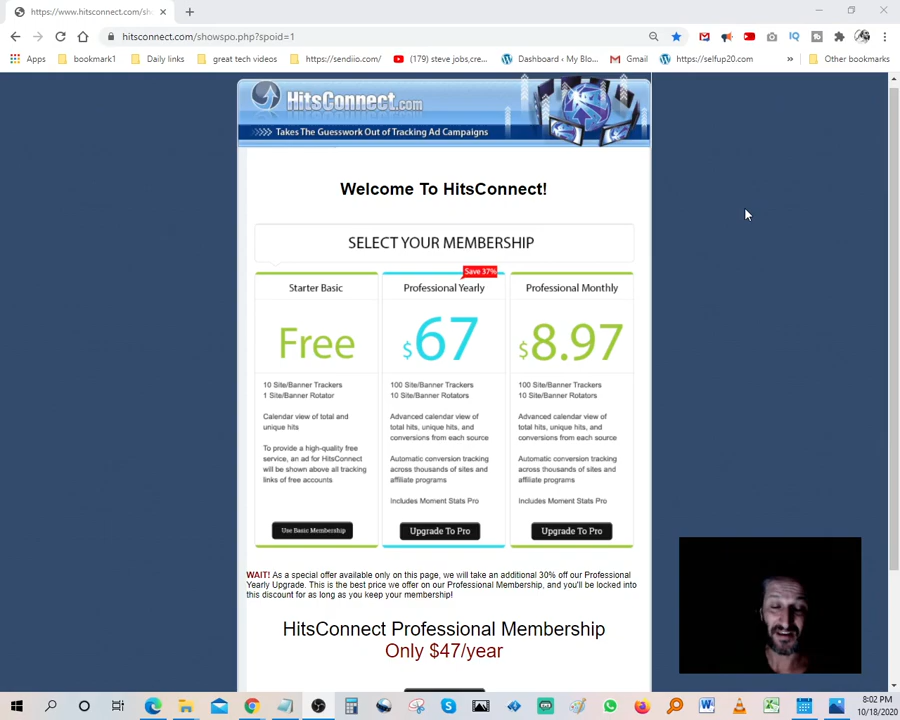 https://www.hitsconnect.com/show
hitsconnect.com/showspo.php?spoid=1
Apps
bookmark1
Daily links
great tech videos
https://sendiio.com/
(179) steve jobs,cre...
Dashboard ‹ My Blo...
Gmail
https://selfup20.com
»
Other bookmarks
HitsConnect.com
>>>> Takes The Guesswork Out of Tracking Ad Campaigns
Welcome To HitsConnect!
SELECT YOUR MEMBERSHIP
Save 37%
Starter Basic
Professional Yearly
Professional Monthly
Free
$67
$8.97
10 Site/Banner Trackers
1 Site/Banner Rotator
Calendar view of total and
unique hits
To provide a high-quality free
service, an ad for HitsConnect
will be shown above all tracking
links of free accounts
Use Basic Membership
100 Site/Banner Trackers
10 Site/Banner Rotators
Advanced calendar view of
total hits, unique hits, and
conversions from each source
Automatic conversion tracking
across thousands of sites and
affiliate programs
Includes Moment Stats Pro
Upgrade To Pro
100 Site/Banner Trackers
10 Site/Banner Rotators
Advanced calendar view of
total hits, unique hits, and
conversions from each source
Automatic conversion tracking
across thousands of sites and
affiliate programs
Includes Moment Stats Pro
Upgrade To Pro
WAIT! As a special offer available only on this page, we will take an additional 30% off our Professional
Yearly Upgrade. This is the best price we offer on our Professional Membership, and you'll be locked into
this discount for as long as you keep your membership!
HitsConnect Professional Membership
Only $47/year
8:02 PM
10/18/2020